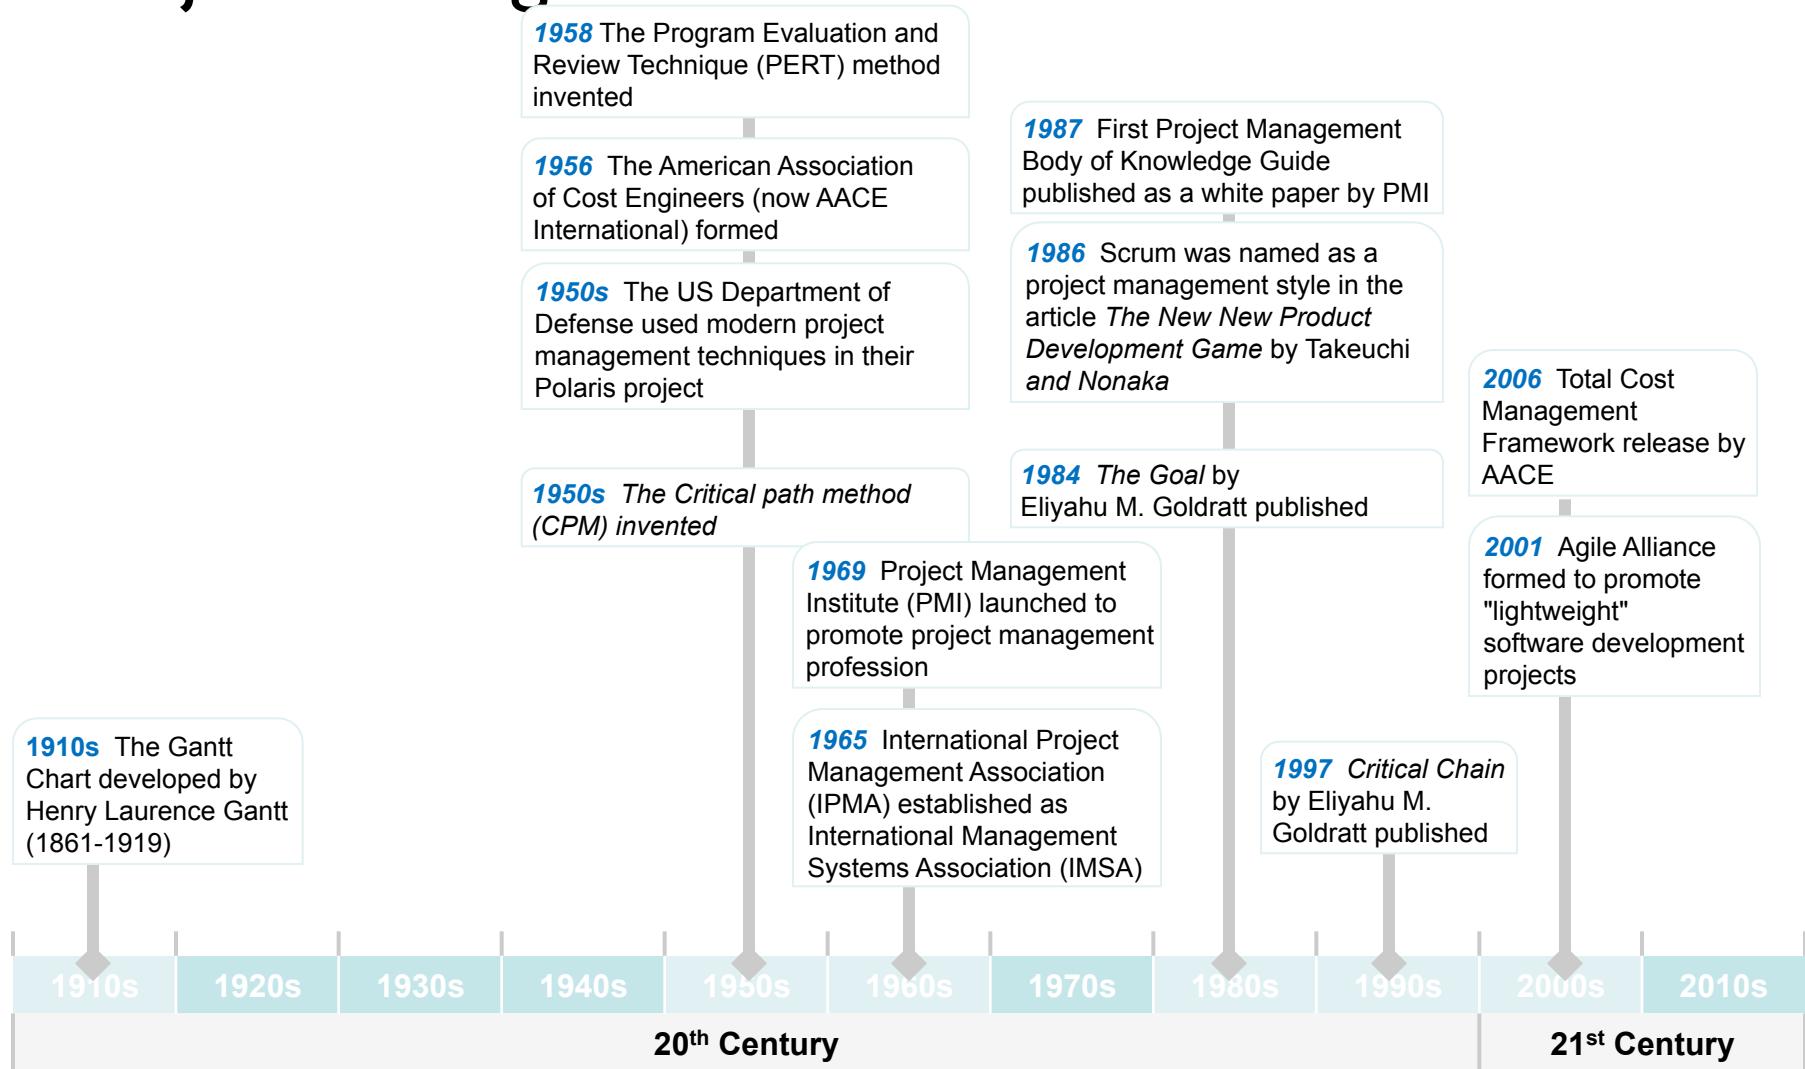 1958 The Program Evaluation and
Review Technique (PERT) method
invented
1956 The American Association
of Cost Engineers (now AACE
International) formed
1950s The US Department of
Defense used modern project
management techniques in their
Polaris project
1950s The Critical path method
(CPM) invented
1987 First Project Management
Body of Knowledge Guide
published as a white paper by PMI
1986 Scrum was named as a
project management style in the
article The New New Product
Development Game by Takeuchi
and Nonaka
1984 The Goal by
Eliyahu M. Goldratt published
2006 Total Cost
Management
Framework release by
AACE
2001 Agile Alliance
formed to promote
"lightweight"
software development
projects
1969 Project Management
Institute (PMI) launched to
promote project management
profession
1965 International Project
Management Association
(IPMA) established as
International Management
Systems Association (IMSA)
1910s The Gantt
Chart developed by
Henry Laurence Gantt
(1861-1919)
1997 Critical Chain
by Eliyahu M.
Goldratt published
1910s 1920s 1930s 1940s 1950s 1960s 1970s 1980s 1990s 2000s 2010s
20th Century 21st Century